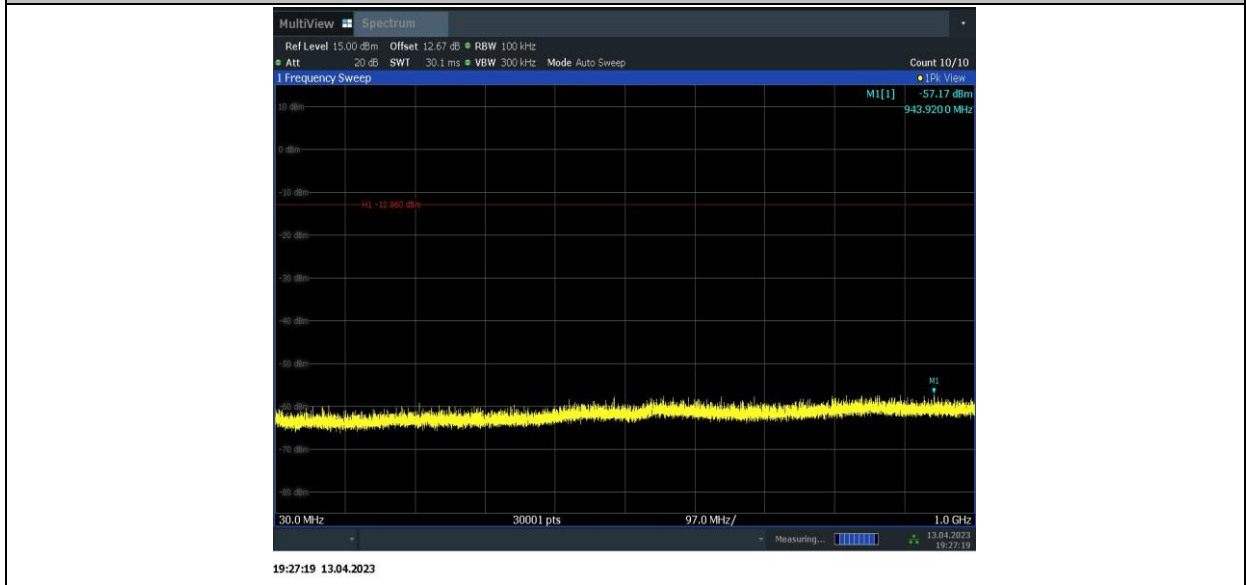 MultiView Spectrum
Ref Level 15.00 dBm Offset 12.67 dB RBW 100 kHz
Att 20 dB SWT 30.1 ms VBW 300 kHz Mode Auto Sweep Count 10/10
1 Frequency Sweep 1Pk View
M1[1] -57.17 dBm
943.9200 MHz
10 dBm
0 dBm
-10 dBm
H1 -12.860 dBm
-20 dBm
-30 dBm
-40 dBm
-50 dBm
M1
-60 dBm
-70 dBm
-80 dBm
30.0 MHz 30001 pts 97.0 MHz/ 1.0 GHz
Measuring... 13.04.2023
19:27:19
19:27:19 13.04.2023